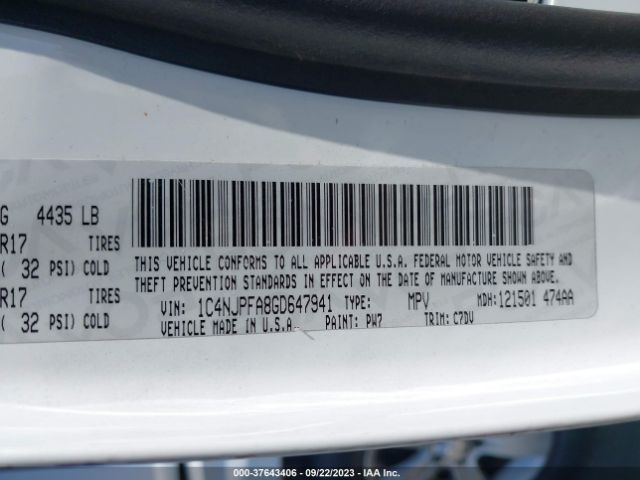 G 4435 LB
R17 TIRES
( 32 PSI) COLD
R17 TIRES
( 32 PSI) COLD
THIS VEHICLE CONFORMS TO ALL APPLICABLE U.S.A. FEDERAL MOTOR VEHICLE SAFETY AND
THEFT PREVENTION STANDARDS IN EFFECT ON THE DATE OF MANUFACTURE SHOWN ABOVE.
VIN: 1C4NJPFA8GD647941 TYPE: MPV MDH:121501 474AA
VEHICLE MADE IN U.S.A. PAINT: PW7 TRIM: C7DV
000-37643406 - 09/22/2023 - IAA Inc.